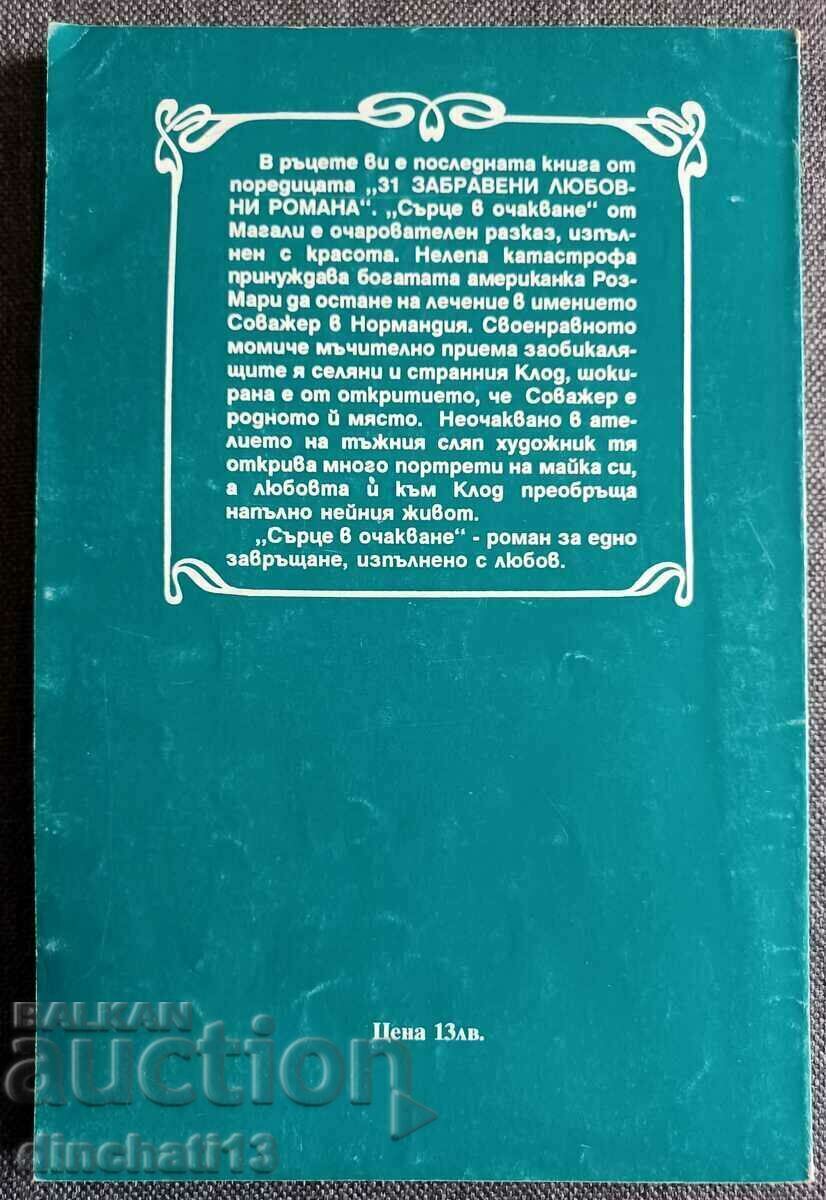 В ръцете ви е последната книга от
поредицата „31 ЗАБРАВЕНИ ЛЮБОВ-
НИ РОМАНА“. „Сърце в очакване“ от
Магали е очарователен разказ, изпъл-
нен с красота. Нелепа катастрофа
принуждава богатата американка Роз-
Мари да остане на лечение в имението
Соважер в Нормандия. Своенравното
момиче мъчително приема заобикаля-
щите я селяни и странния Клод, шоки-
рана е от откритието, че Соважер е
родното ѝ място. Неочаквано в ате-
лието на тъжния сляп художник тя
открива много портрети на майка си,
а любовта ѝ към Клод преобръща
напълно нейния живот.
„Сърце в очакване“ - роман за едно
завръщане, изпълнено с любов.
Цена 13лв.
BALKAN
auction
dinchati13